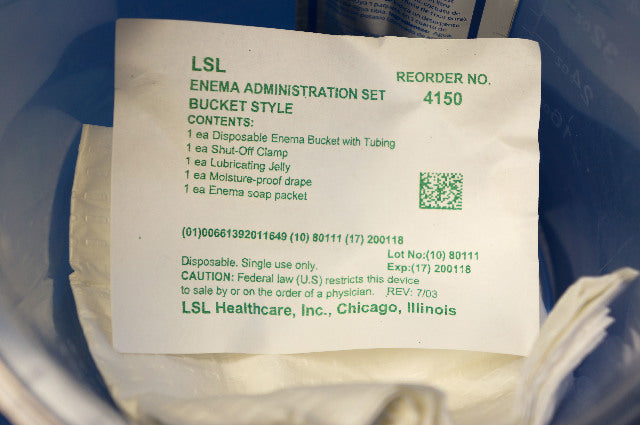 LSL
REORDER NO.
ENEMA ADMINISTRATION SET
4150
BUCKET STYLE
CONTENTS:
1 ea Disposable Enema Bucket with Tubing
1 ea Shut-Off Clamp
1 ea Lubricating Jelly
1 ea Moisture-proof drape
1 ea Enema soap packet
(01)00661392011649 (10) 80111 (17) 200118
Lot No:(10) 80111
Disposable. Single use only.
Exp:(17) 200118
CAUTION: Federal law (U.S) restricts this device
to sale by or on the order of a physician. REV: 7/03
LSL Healthcare, Inc., Chicago, Illinois